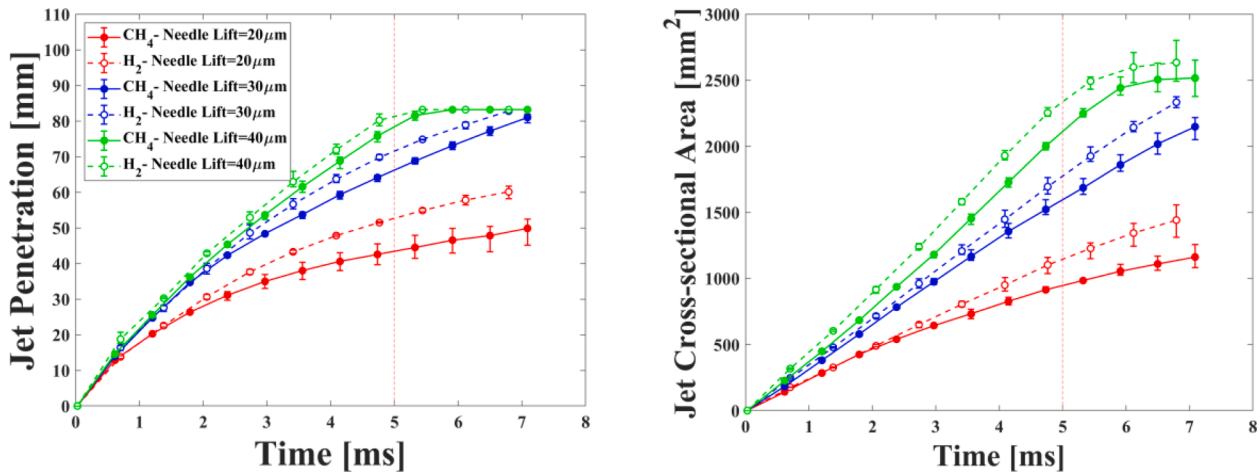 Jet Penetration [mm]
110
100
90
80
70
60
50
40
30
20
10
0
CH₄- Needle Lift=20μm
H₂- Needle Lift=20μm
CH₄- Needle Lift=30μm
H₂- Needle Lift=30μm
CH₄- Needle Lift=40μm
H₂- Needle Lift=40μm
0 1 2 3 4 5 6 7 8
Time [ms]
Jet Cross-sectional Area [mm²]
3000
2500
2000
1500
1000
500
0
0 1 2 3 4 5 6 7 8
Time [ms]